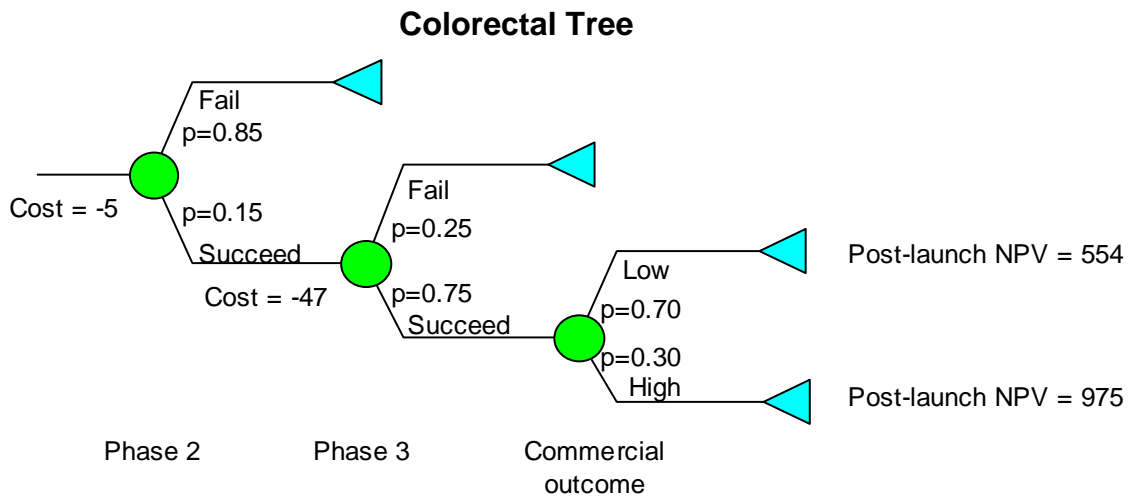 Colorectal Tree
Fail
p=0.85
Cost = -5
p=0.15
Succeed
Cost = -47
Fail
p=0.25
p=0.75
Succeed
Low
p=0.70
p=0.30
High
Post-launch NPV = 554
Post-launch NPV = 975
Phase 2
Phase 3
Commercial
outcome